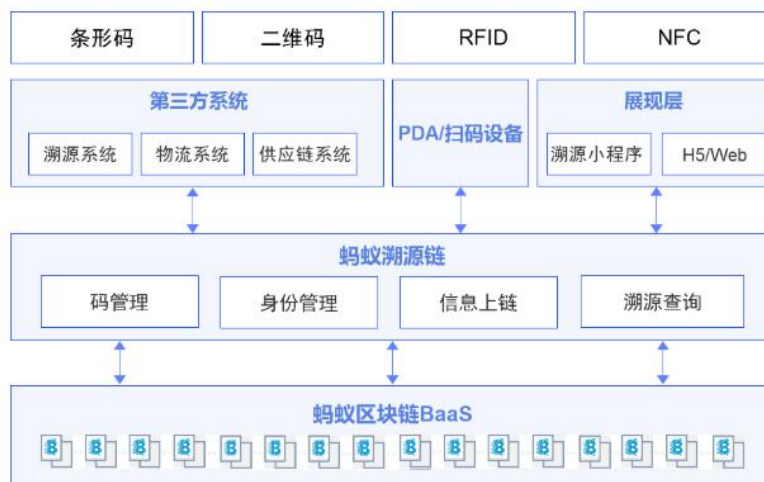 条形码
二维码
RFID
NFC
第三方系统
溯源系统
物流系统
供应链系统
PDA/扫码设备
展现层
溯源小程序
H5/Web
蚂蚁溯源链
码管理
身份管理
信息上链
溯源查询
蚂蚁区块链BaaS